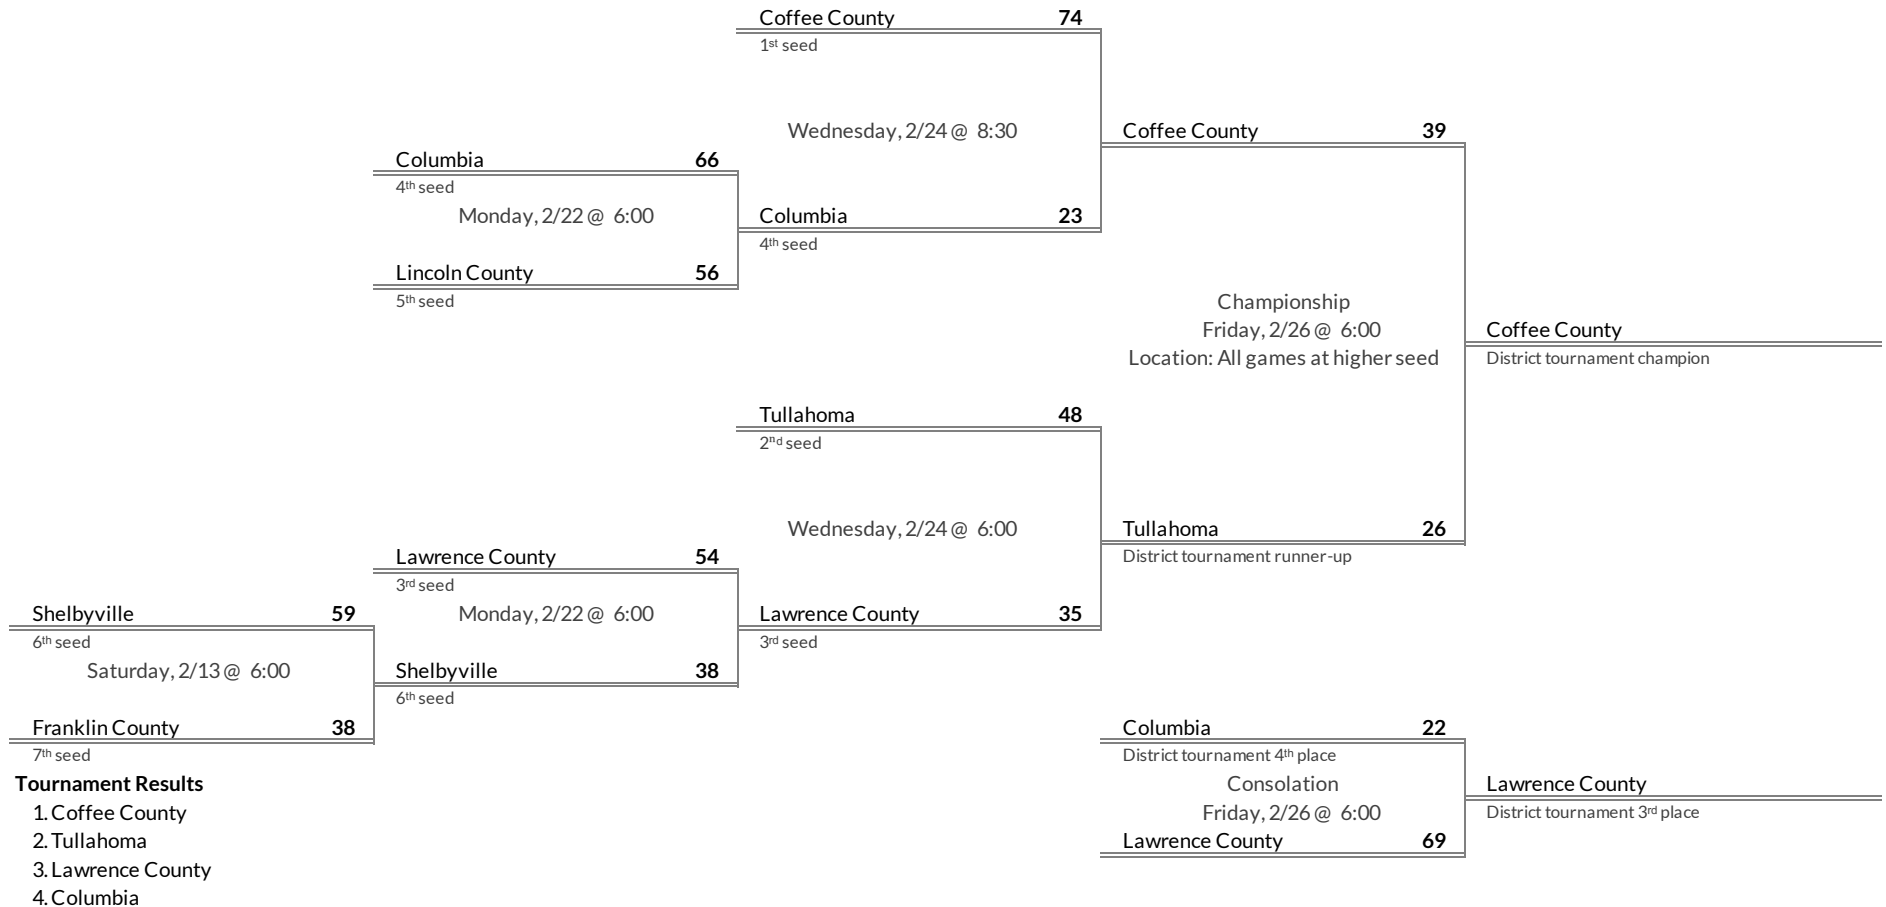 Coffee County 74
1st seed
Wednesday, 2/24 @ 8:30
Coffee County 39
Columbia 66
4th seed
Monday, 2/22 @ 6:00
Columbia 23
4th seed
Lincoln County 56
5th seed
Championship
Friday, 2/26 @ 6:00
Location: All games at higher seed
Coffee County
District tournament champion
Tullahoma 48
2nd seed
Wednesday, 2/24 @ 6:00
Tullahoma 26
District tournament runner-up
Lawrence County 54
3rd seed
Monday, 2/22 @ 6:00
Lawrence County 35
3rd seed
Shelbyville 59
6th seed
Saturday, 2/13 @ 6:00
Shelbyville 38
6th seed
Franklin County 38
7th seed
Columbia 22
District tournament 4th place
Consolation
Friday, 2/26 @ 6:00
Lawrence County 69
Lawrence County
District tournament 3rd place
Tournament Results
1. Coffee County
2. Tullahoma
3. Lawrence County
4. Columbia